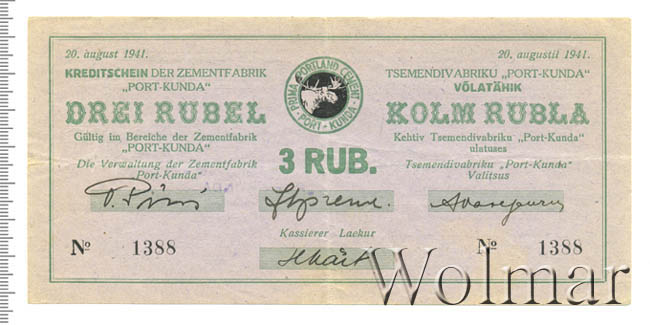 20. august 1941.
KREDITSCHEIN DER ZEMENTFABRIK
„PORT-KUNDA"
DREI RUBEL
Gültig im Bereiche der Zementfabrik
„PORT-KUNDA"
Die Verwaltung der Zementfabrik
„Port-Kunda"
PRIMA PORTLAND CEMENT
PORT - KUNDA
3 RUB.
20. augustil 1941.
TSEMENDIVABRIKU „PORT-KUNDA"
VÕLATÄHIK
KOLM RUBLA
Kehtiv Tsemendivabriku „Port-Kunda"
ulatuses
Tsemendivabriku „Port-Kunda"
Valitsus
Kassierer Laekur
№ 1388
№ 1388
Wolmar